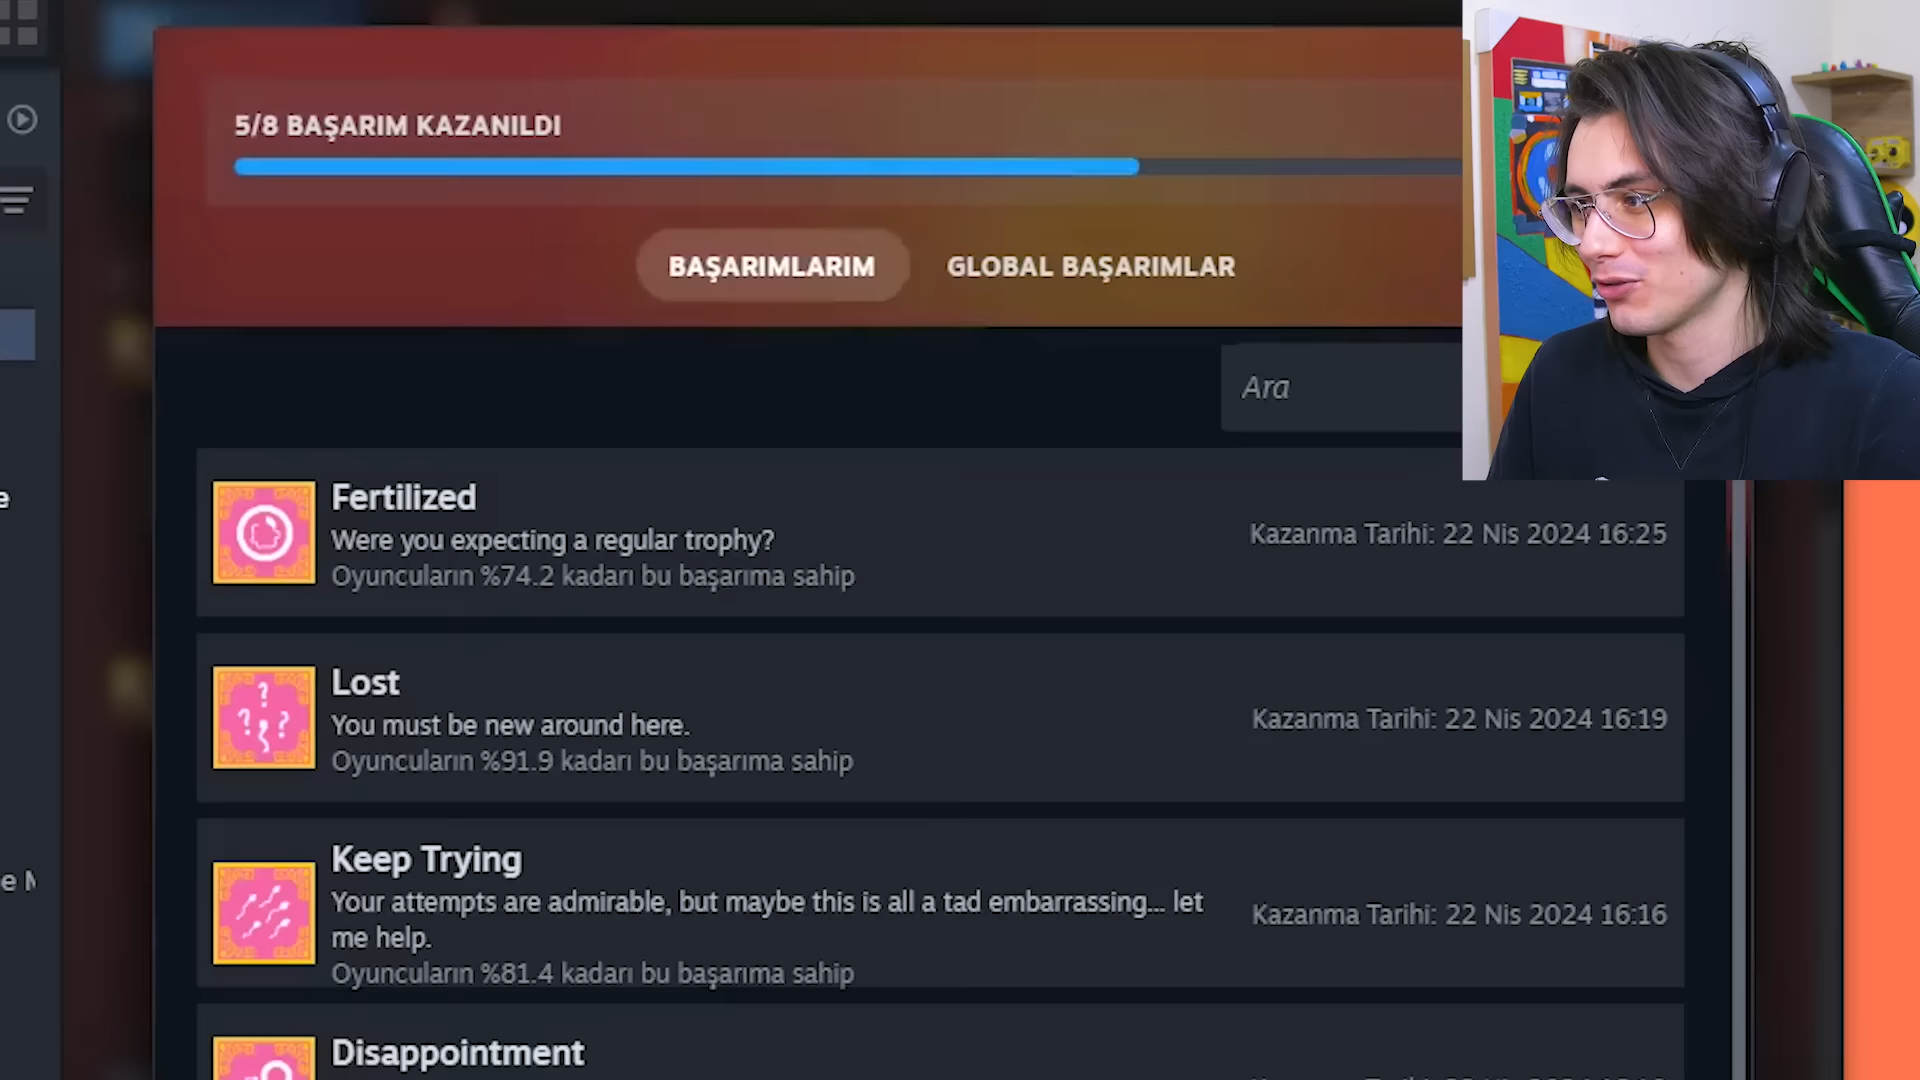 5/8 BAŞARIM KAZANILDI
BAŞARIMLARIM
GLOBAL BAŞARIMLAR
Ara
Fertilized
Were you expecting a regular trophy?
Oyuncuların %74.2 kadarı bu başarıma sahip
Kazanma Tarihi: 22 Nis 2024 16:25
Lost
You must be new around here.
Oyuncuların %91.9 kadarı bu başarıma sahip
Kazanma Tarihi: 22 Nis 2024 16:19
Keep Trying
Your attempts are admirable, but maybe this is all a tad embarrassing... let
me help.
Oyuncuların %81.4 kadarı bu başarıma sahip
Kazanma Tarihi: 22 Nis 2024 16:16
Disappointment